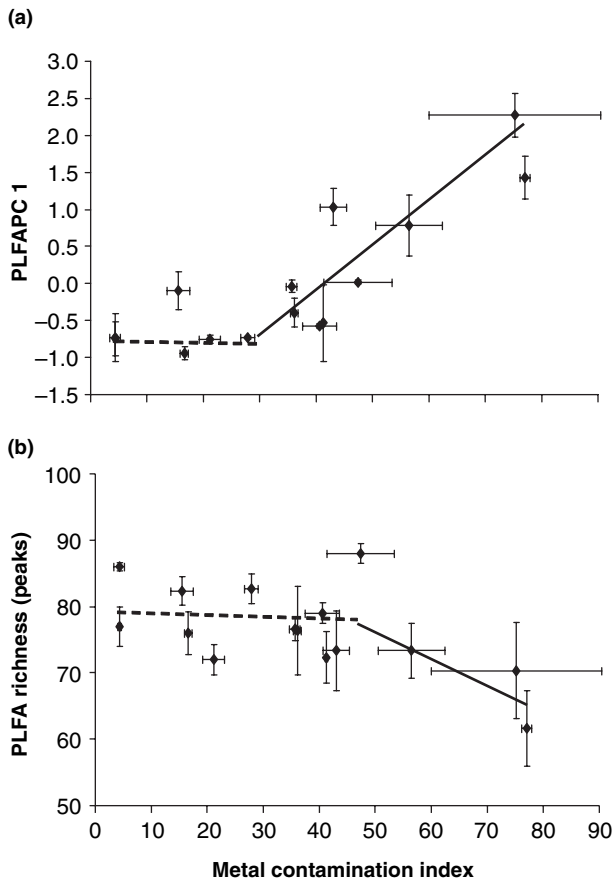 (a)
3.0
2.5
2.0
1.5
1.0
0.5
0.0
−0.5
−1.0
−1.5
PLFAPC 1
(b)
100
90
80
70
60
50
PLFA richness (peaks)
0 10 20 30 40 50 60 70 80 90
Metal contamination index